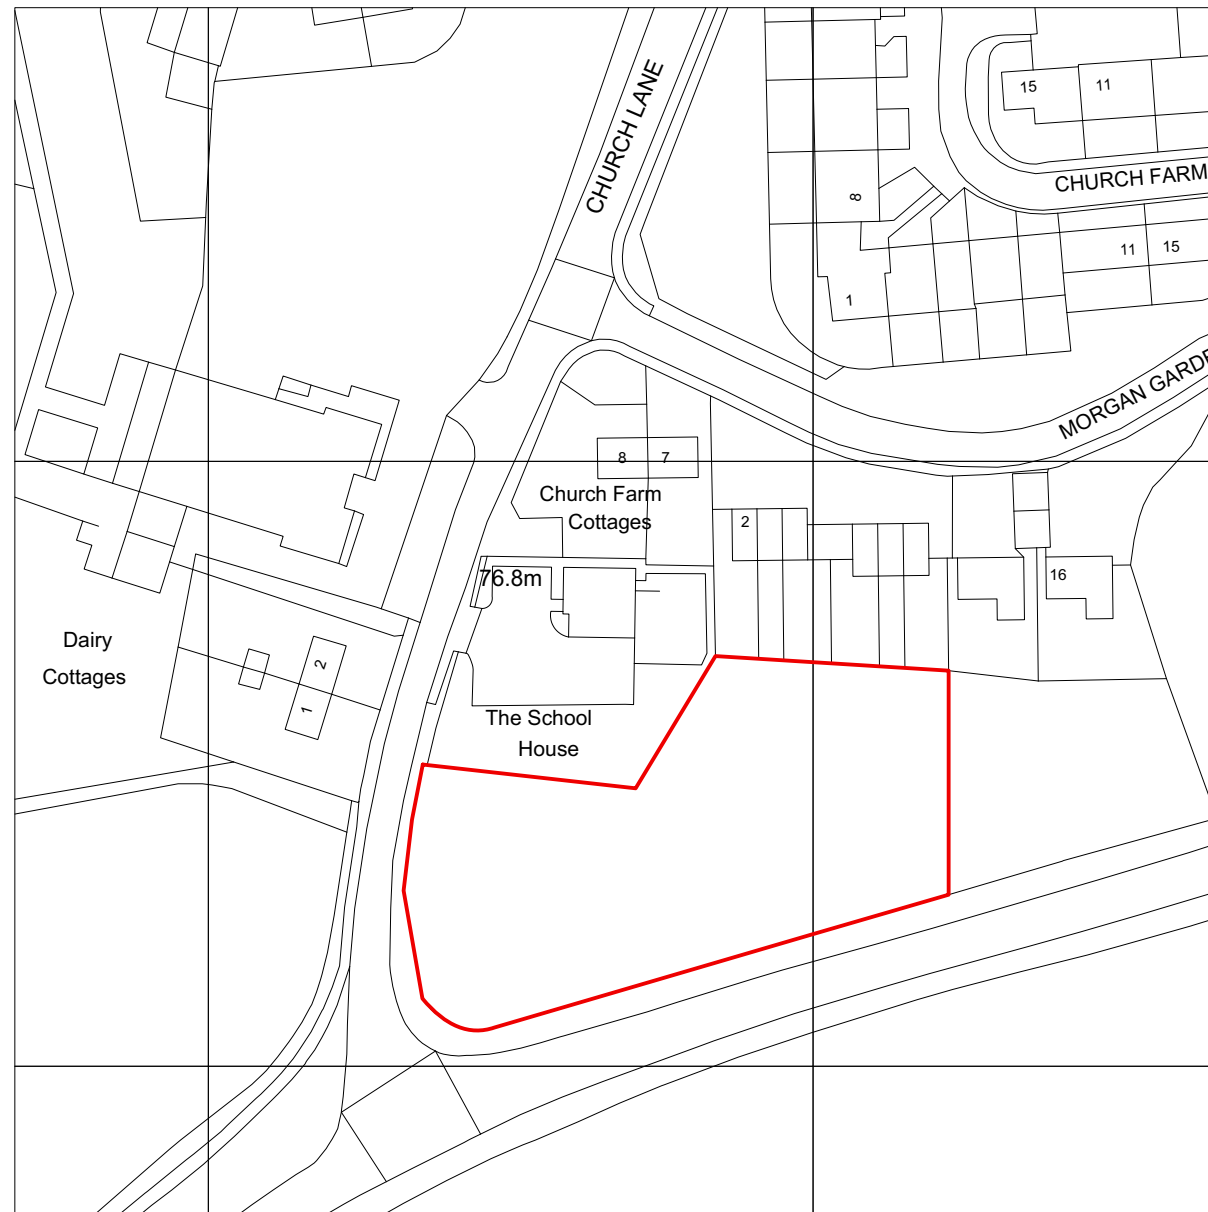 CHURCH LANE
15
11
CHURCH FARM
8
11
15
1
MORGAN GARDE
8
7
Church Farm
Cottages
2
76.8m
16
Dairy
Cottages
2
1
The School
House